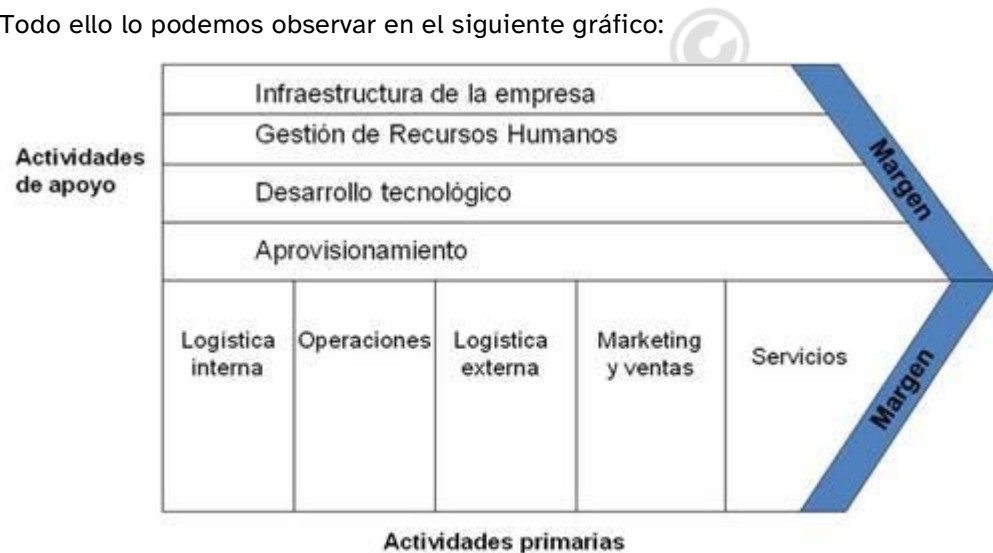 Todo ello lo podemos observar en el siguiente gráfico:
Infraestructura de la empresa
Gestión de Recursos Humanos
Actividades
de apoyo
Desarrollo tecnológico
Aprovisionamiento
Margen
Logística
interna
Operaciones
Logística
externa
Marketing
y ventas
Servicios
Margen
Actividades primarias